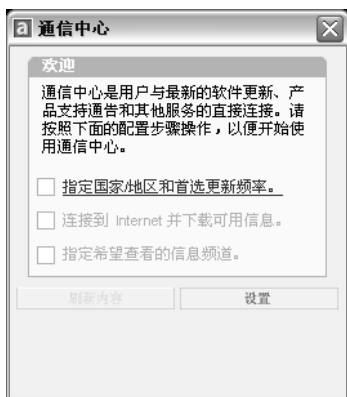 a 通信中心
欢迎
通信中心是用户与最新的软件更新、产
品支持通告和其他服务的直接连接。请
按照下面的配置步骤操作，以便开始使
用通信中心。
指定国家/地区和首选更新频率。
连接到 Internet 并下载可用信息。
指定希望查看的信息频道。
刷新内容 设置